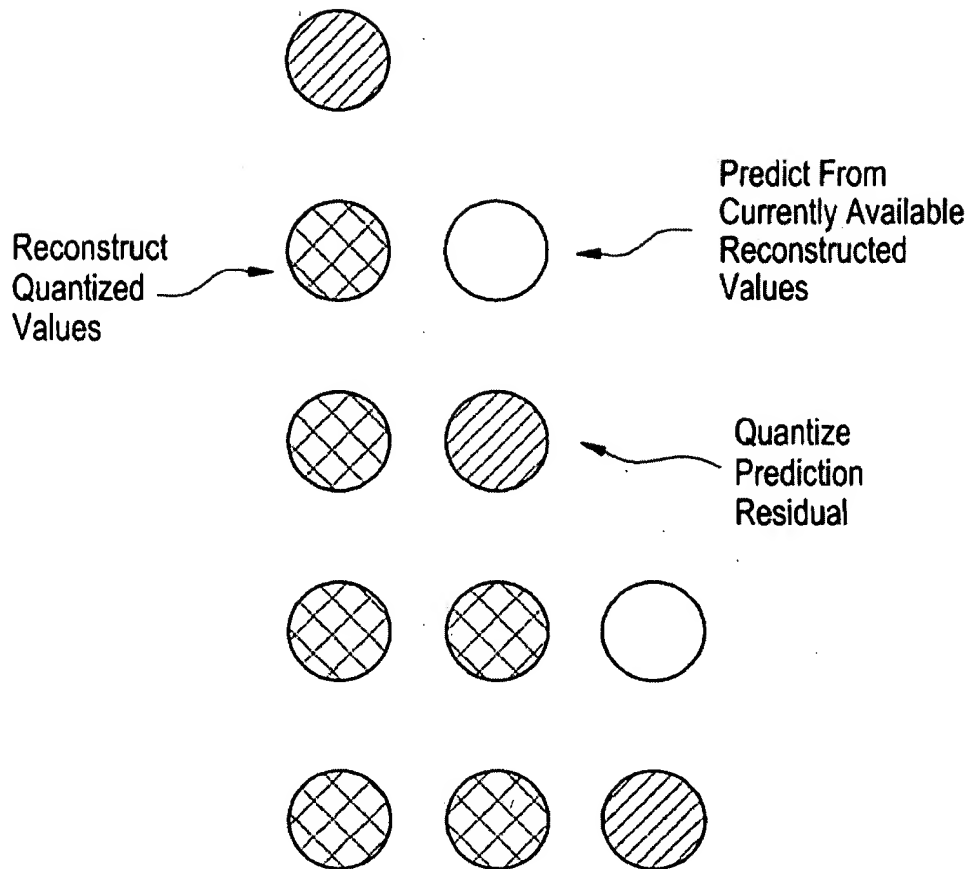 Predict From
Currently Available
Reconstructed
Values
Reconstruct
Quantized
Values
Quantize
Prediction
Residual